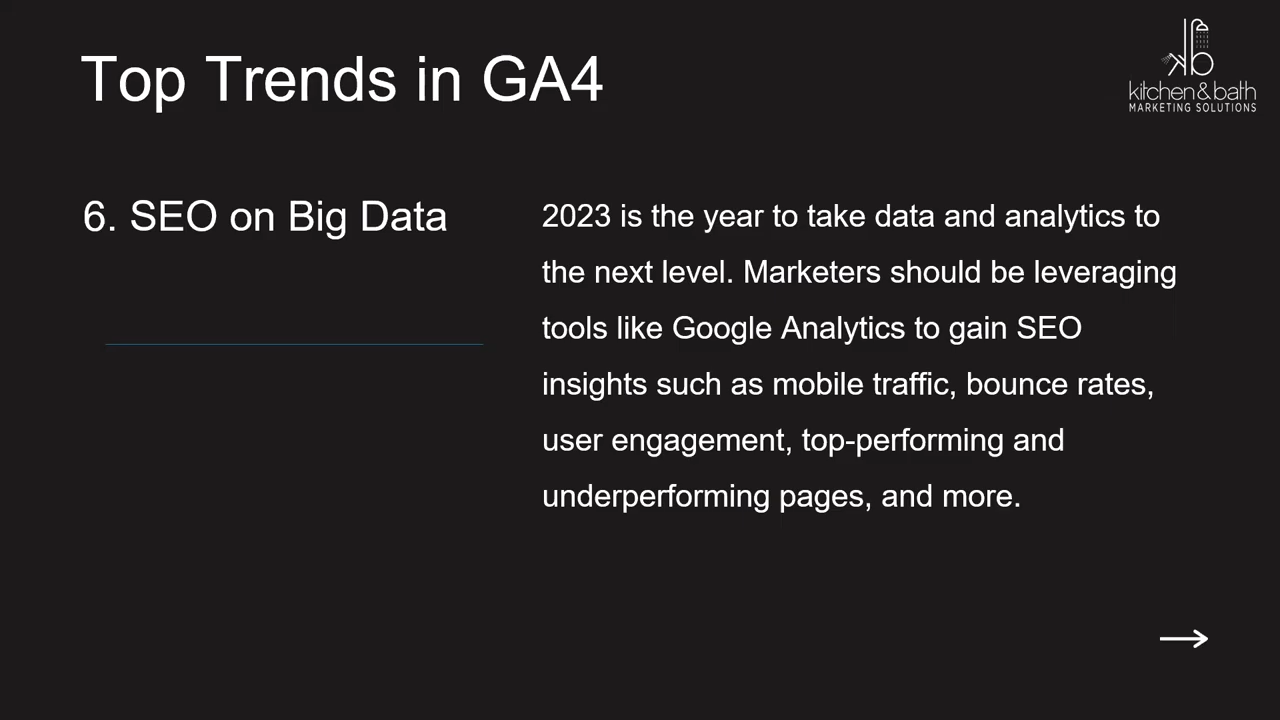 Top Trends in GA4
kb
kitchen&bath
MARKETING SOLUTIONS
6. SEO on Big Data
2023 is the year to take data and analytics to
the next level. Marketers should be leveraging
tools like Google Analytics to gain SEO
insights such as mobile traffic, bounce rates,
user engagement, top-performing and
underperforming pages, and more.